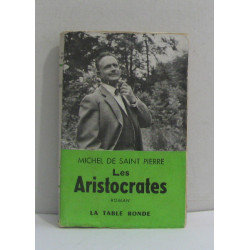 MICHEL DE SAINT PIERRE
Les
Aristocrates
ROMAN
LA TABLE RONDE